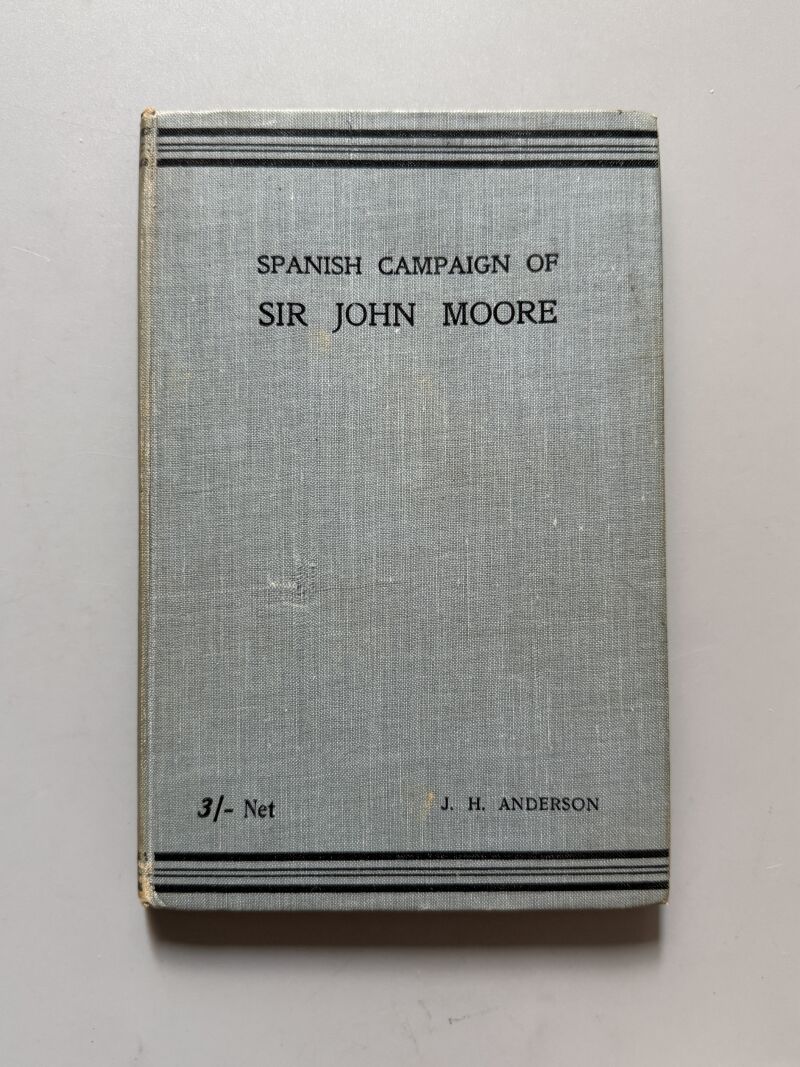 SPANISH CAMPAIGN OF
SIR JOHN MOORE
3/- Net
J. H. ANDERSON